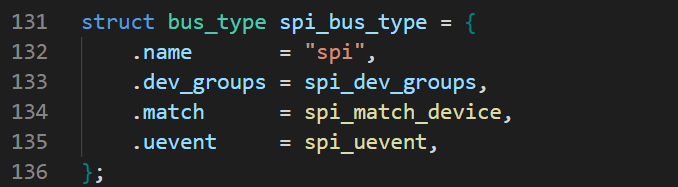 131 struct bus_type spi_bus_type = {
132     .name       = "spi",
133     .dev_groups = spi_dev_groups,
134     .match      = spi_match_device,
135     .uevent     = spi_uevent,
136 };